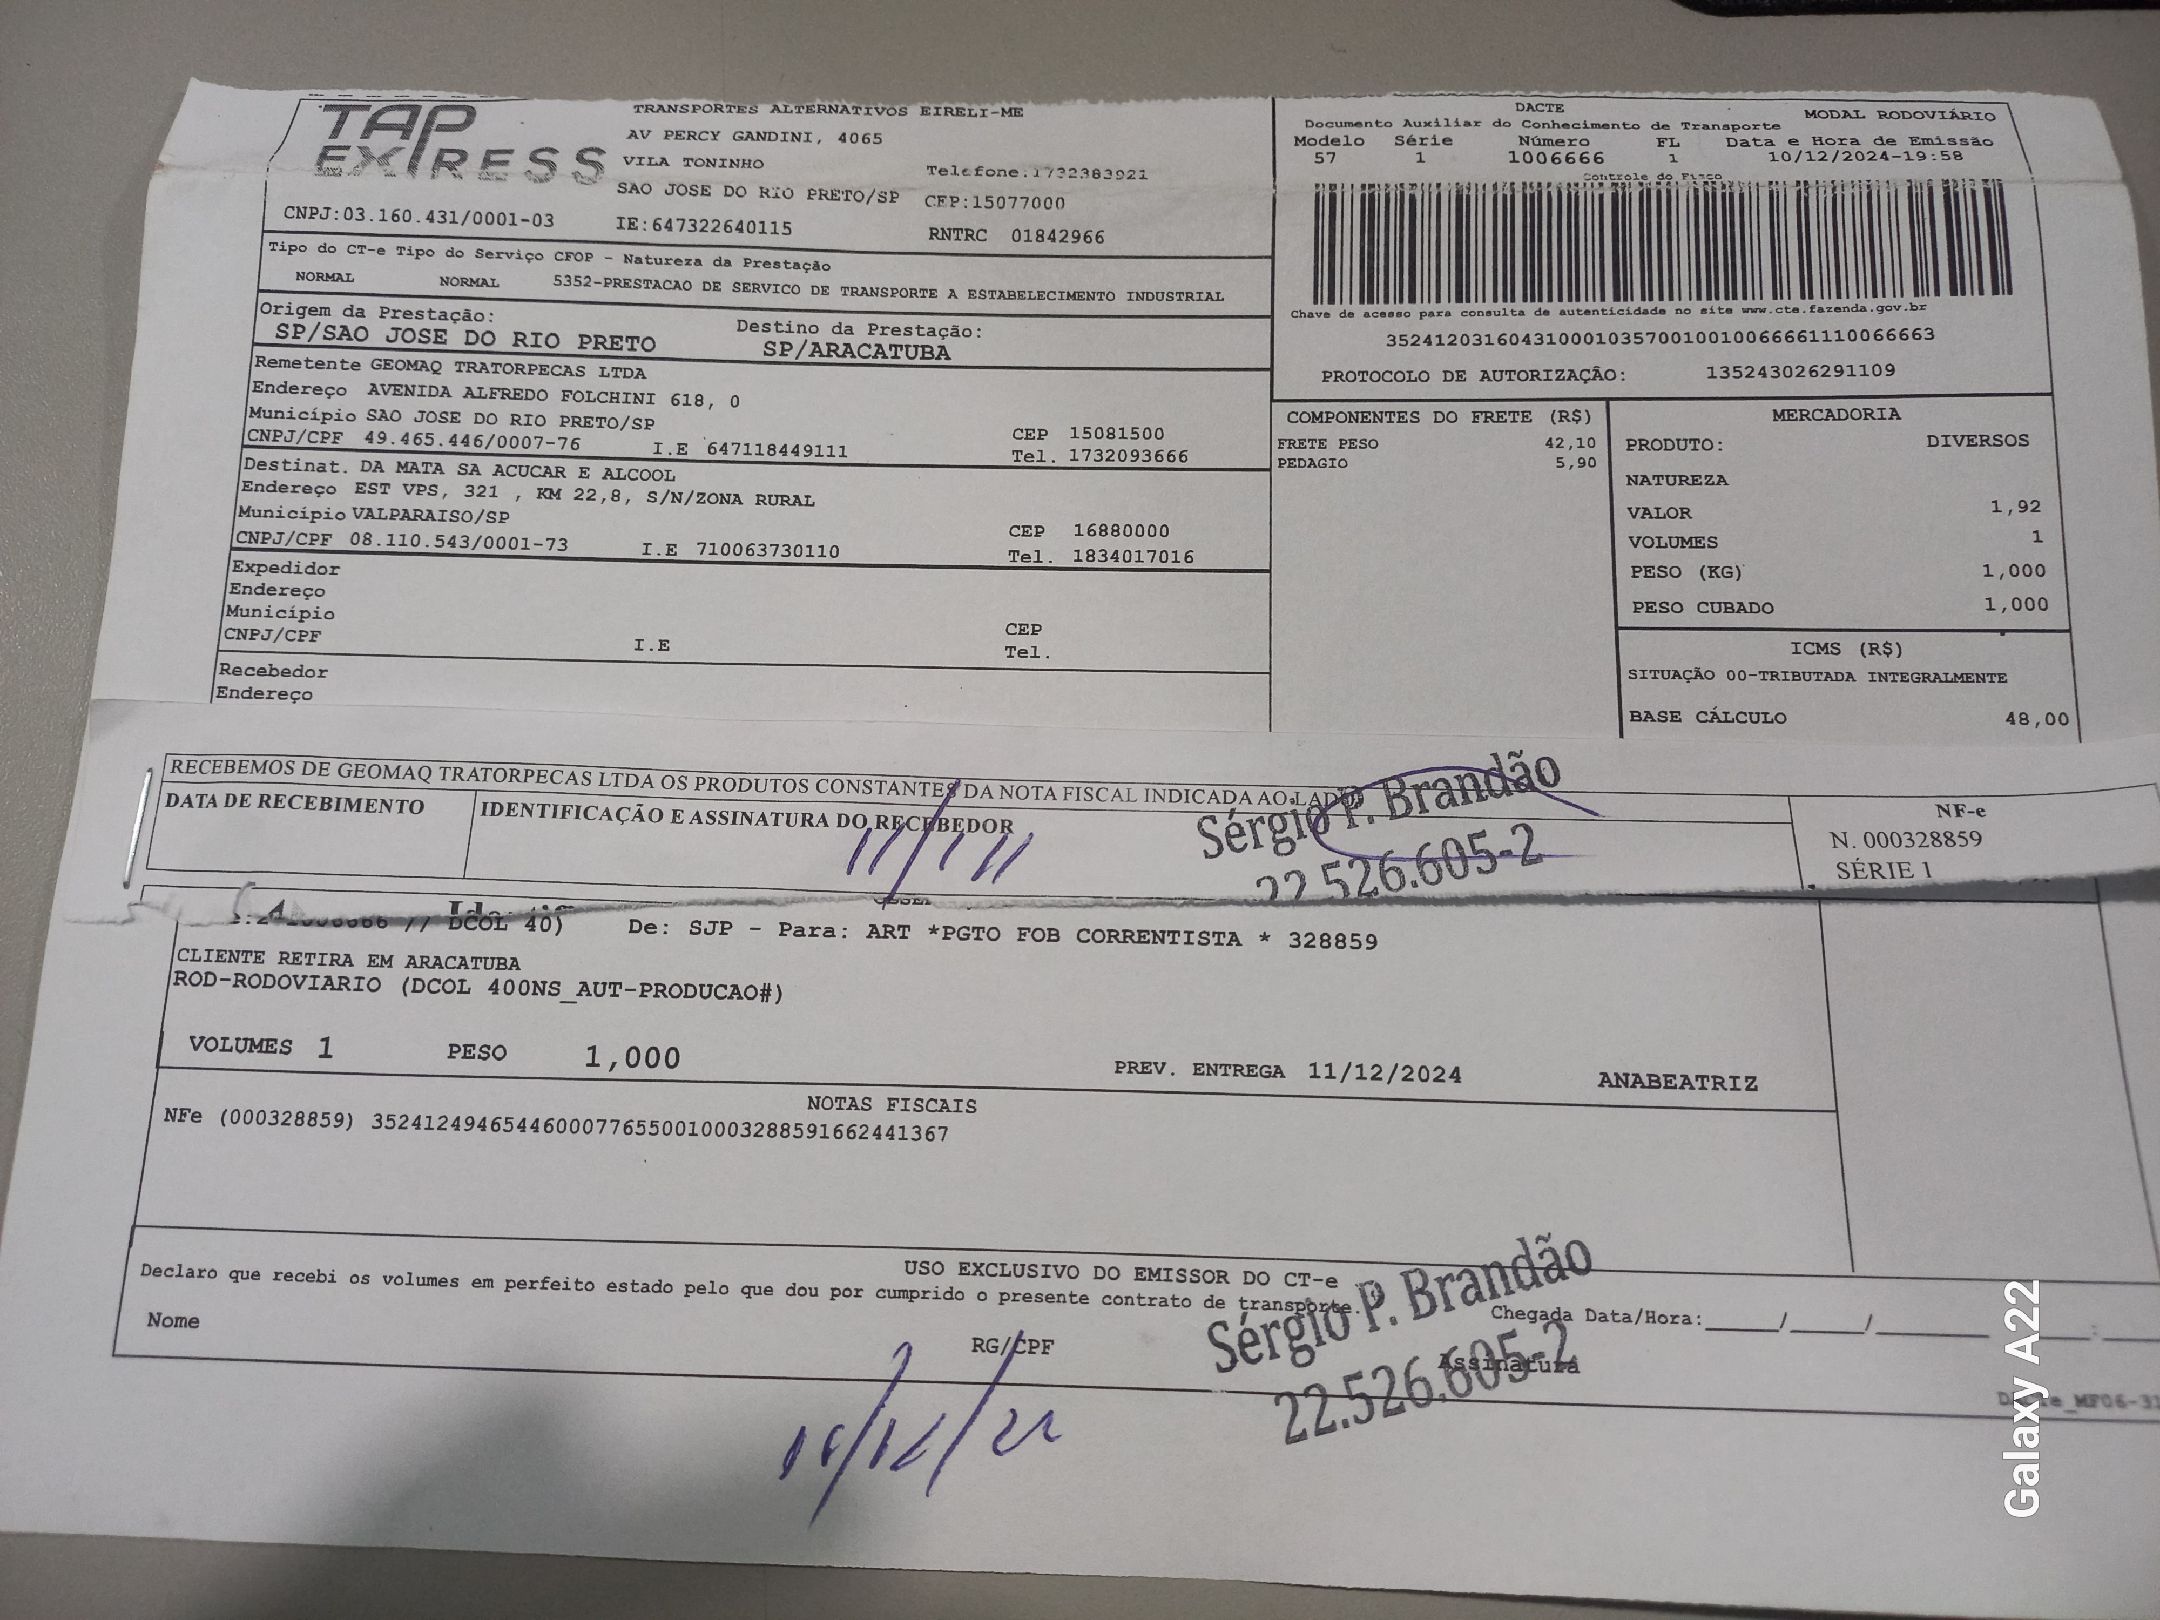 TAP EXPRESS
TRANSPORTES ALTERNATIVOS EIRELI-ME
AV PERCY GANDINI, 4065
VILA TONINHO
Telefone:1732383921
SAO JOSE DO RIO PRETO/SP CEP:15077000
CNPJ:03.160.431/0001-03 IE:647322640115 RNTRC 01842966
DACTE MODAL RODOVIÁRIO
Documento Auxiliar do Conhecimento de Transporte
Modelo Série Número FL Data e Hora de Emissão
57 1 1006666 1 10/12/2024-19:58
Controle do Fisco
Chave de acesso para consulta de autenticidade no site www.cte.fazenda.gov.br
35241203160431000103570010010066661110066663
PROTOCOLO DE AUTORIZAÇÃO: 135243026291109
Tipo do CT-e Tipo do Serviço CFOP - Natureza da Prestação
NORMAL NORMAL 5352-PRESTACAO DE SERVICO DE TRANSPORTE A ESTABELECIMENTO INDUSTRIAL
Origem da Prestação: Destino da Prestação:
SP/SAO JOSE DO RIO PRETO SP/ARACATUBA
Remetente GEOMAQ TRATORPECAS LTDA
Endereço AVENIDA ALFREDO FOLCHINI 618, 0
Município SAO JOSE DO RIO PRETO/SP CEP 15081500
CNPJ/CPF 49.465.446/0007-76 I.E 647118449111 Tel. 1732093666
Destinat. DA MATA SA ACUCAR E ALCOOL
Endereço EST VPS, 321 , KM 22,8, S/N/ZONA RURAL
Município VALPARAISO/SP CEP 16880000
CNPJ/CPF 08.110.543/0001-73 I.E 710063730110 Tel. 1834017016
Expedidor
Endereço
Município CEP
CNPJ/CPF I.E Tel.
Recebedor
Endereço
COMPONENTES DO FRETE (R$)
FRETE PESO 42,10
PEDAGIO 5,90
MERCADORIA
PRODUTO: DIVERSOS
NATUREZA
VALOR 1,92
VOLUMES 1
PESO (KG) 1,000
PESO CUBADO 1,000
ICMS (R$)
SITUAÇÃO 00-TRIBUTADA INTEGRALMENTE
BASE CÁLCULO 48,00
RECEBEMOS DE GEOMAQ TRATORPECAS LTDA OS PRODUTOS CONSTANTES DA NOTA FISCAL INDICADA AO LADO
DATA DE RECEBIMENTO IDENTIFICAÇÃO E ASSINATURA DO RECEBEDOR
Sérgio P. Brandão
22.526.605-2
NF-e
N. 000328859
SÉRIE 1
// DCOL 40) De: SJP - Para: ART *PGTO FOB CORRENTISTA * 328859
CLIENTE RETIRA EM ARACATUBA
ROD-RODOVIARIO (DCOL 400NS_AUT-PRODUCAO#)
VOLUMES 1 PESO 1,000 PREV. ENTREGA 11/12/2024 ANABEATRIZ
NOTAS FISCAIS
NFe (000328859) 35241249465446000776550010003288591662441367
USO EXCLUSIVO DO EMISSOR DO CT-e
Declaro que recebi os volumes em perfeito estado pelo que dou por cumprido o presente contrato de transporte.
Chegada Data/Hora:_____/_____/_______
Nome RG/CPF Assinatura
Sérgio P. Brandão
22.526.605-2
Galaxy A22